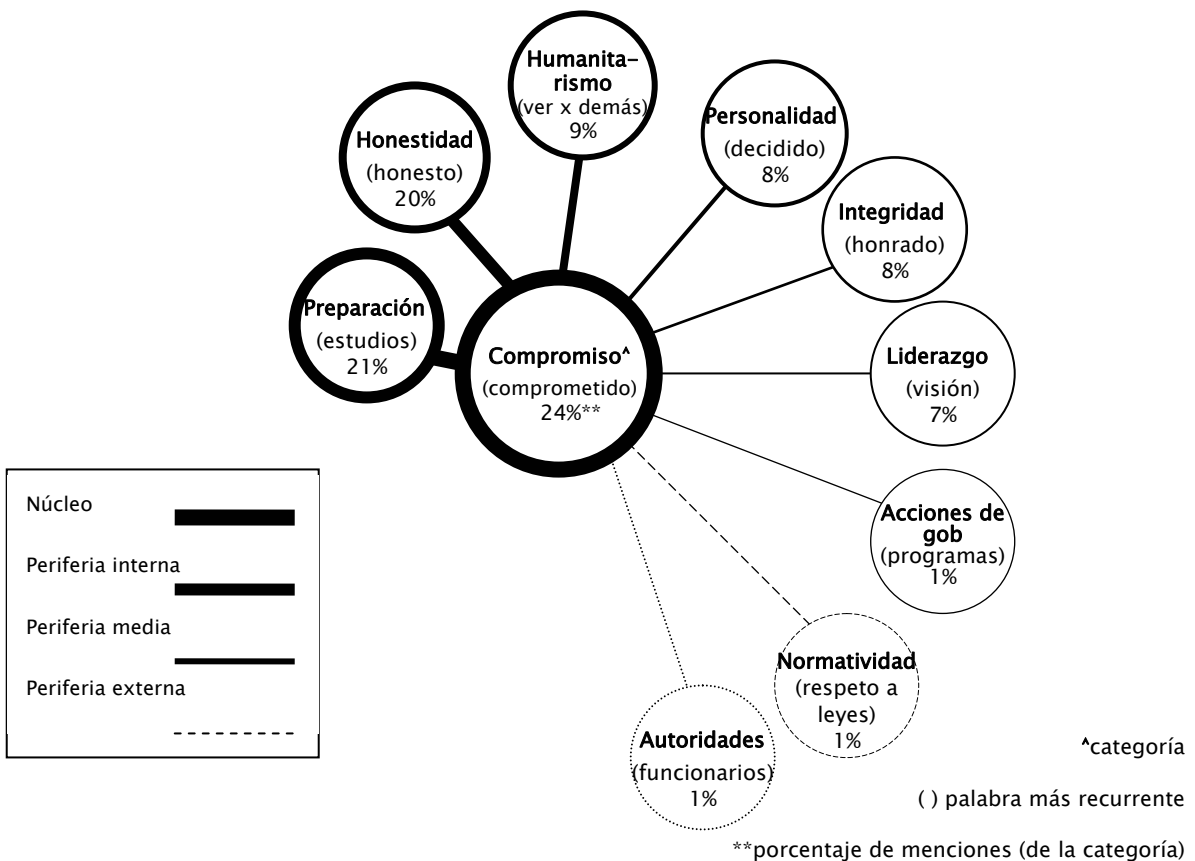 Humanita-
rismo
(ver x demás)
9%
Personalidad
(decidido)
8%
Honestidad
(honesto)
20%
Integridad
(honrado)
8%
Preparación
(estudios)
21%
Compromiso^
(comprometido)
24%**
Liderazgo
(visión)
7%
Acciones de
gob
(programas)
1%
Normatividad
(respeto a
leyes)
1%
Autoridades
(funcionarios)
1%
Núcleo
Periferia interna
Periferia media
Periferia externa
^categoría
( ) palabra más recurrente
**porcentaje de menciones (de la categoría)